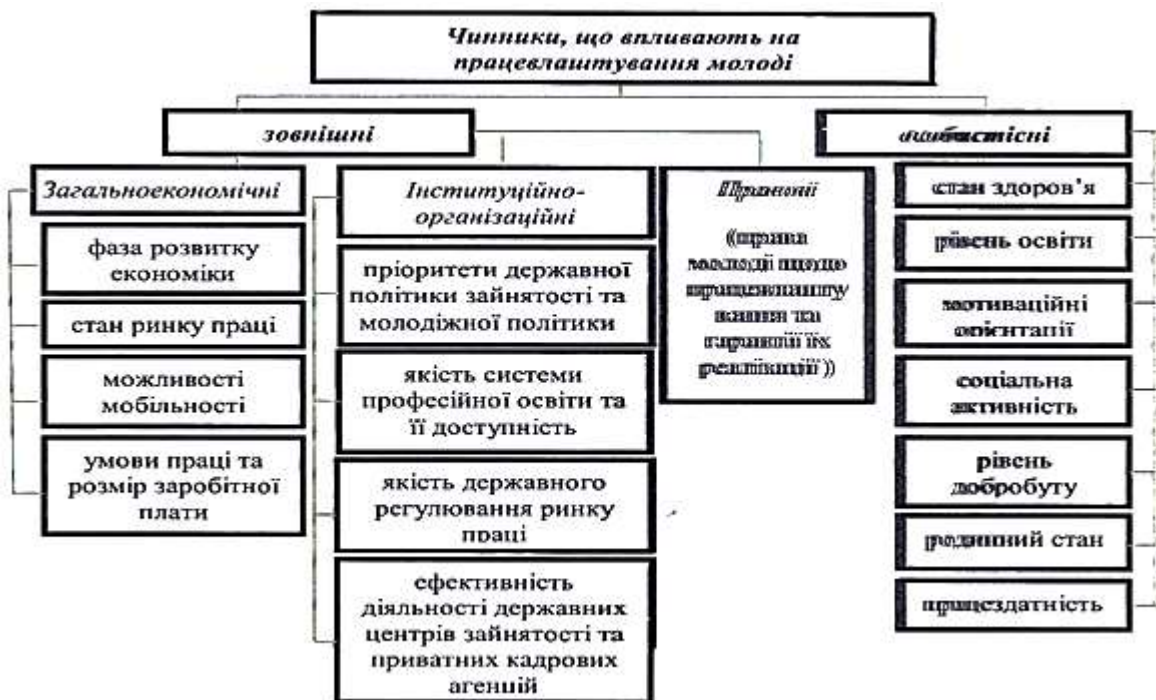 Чинники, що впливають на
працевлаштування молоді
зовнішні
особистісні
Загальноекономічні
фаза розвитку
економіки
стан ринку праці
можливості
мобільності
умови праці та
розмір заробітної
плати
Інституційно-
організаційні
пріоритети державної
політики зайнятості та
молодіжної політики
якість системи
професійної освіти та
її доступність
якість державного
регулювання ринку
праці
ефективність
діяльності державних
центрів зайнятості та
приватних кадрових
агенцій
Правові
(права
молоді щодо
працевлашту
вання та
гарантії їх
реалізації)
стан здоров’я
рівень освіти
мотиваційні
орієнтації
соціальна
активність
рівень
добробуту
родинний стан
працездатність